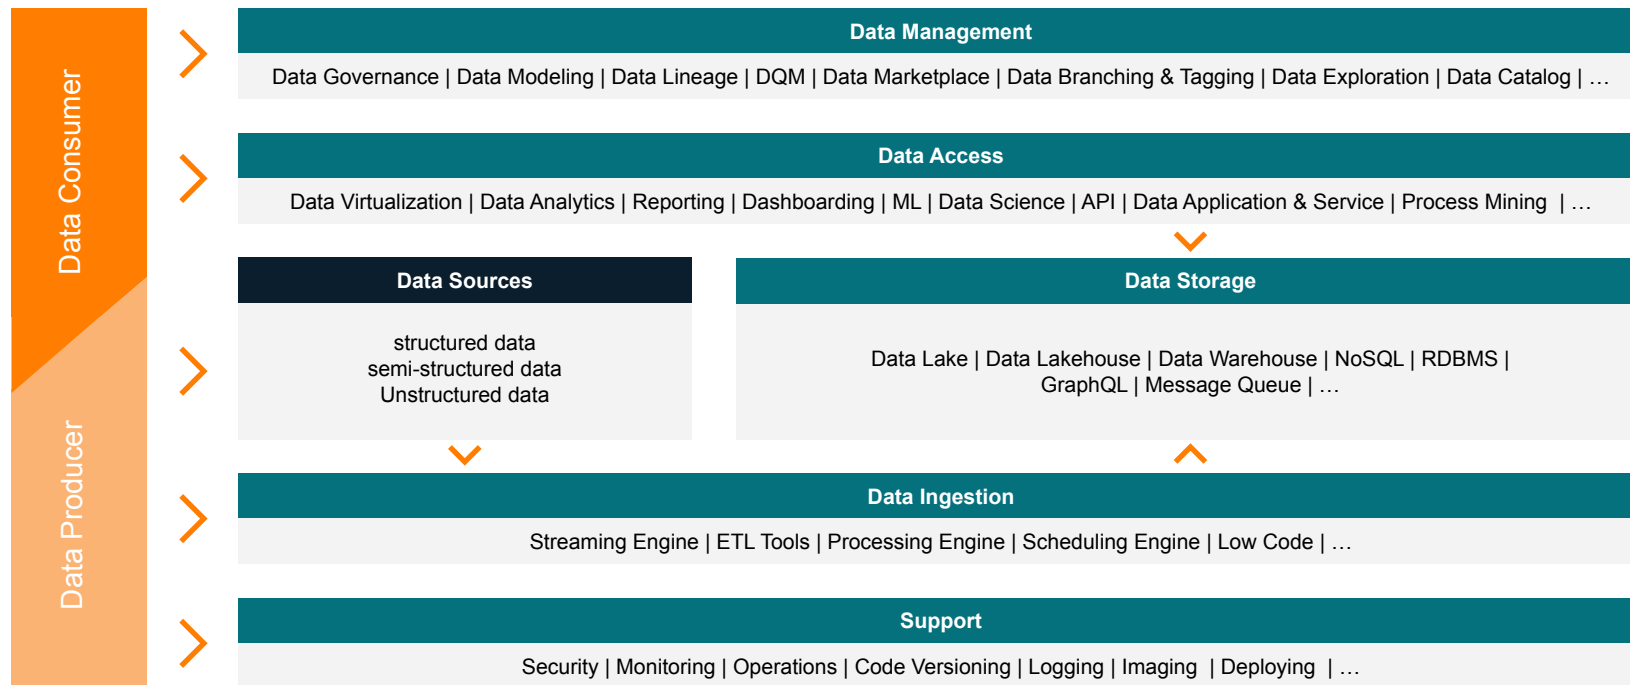 Data Consumer
Data Producer
Data Management
Data Governance | Data Modeling | Data Lineage | DQM | Data Marketplace | Data Branching & Tagging | Data Exploration | Data Catalog | …
Data Access
Data Virtualization | Data Analytics | Reporting | Dashboarding | ML | Data Science | API | Data Application & Service | Process Mining | …
Data Sources
structured data
semi-structured data
Unstructured data
Data Storage
Data Lake | Data Lakehouse | Data Warehouse | NoSQL | RDBMS |
GraphQL | Message Queue | …
Data Ingestion
Streaming Engine | ETL Tools | Processing Engine | Scheduling Engine | Low Code | …
Support
Security | Monitoring | Operations | Code Versioning | Logging | Imaging | Deploying | …